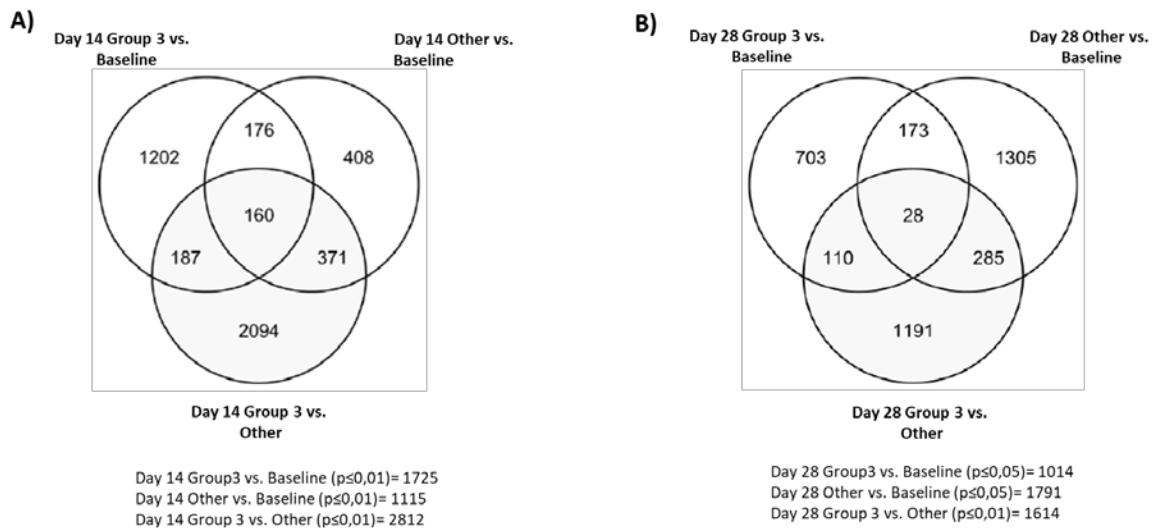 A)
Day 14 Group 3 vs.
Baseline
Day 14 Other vs.
Baseline
1202
176
408
160
187
371
2094
Day 14 Group 3 vs.
Other
Day 14 Group3 vs. Baseline (p≤0,01)= 1725
Day 14 Other vs. Baseline (p≤0,01)= 1115
Day 14 Group 3 vs. Other (p≤0,01)= 2812
B)
Day 28 Group 3 vs.
Baseline
Day 28 Other vs.
Baseline
703
173
1305
28
110
285
1191
Day 28 Group 3 vs.
Other
Day 28 Group3 vs. Baseline (p≤0,05)= 1014
Day 28 Other vs. Baseline (p≤0,05)= 1791
Day 28 Group 3 vs. Other (p≤0,01)= 1614